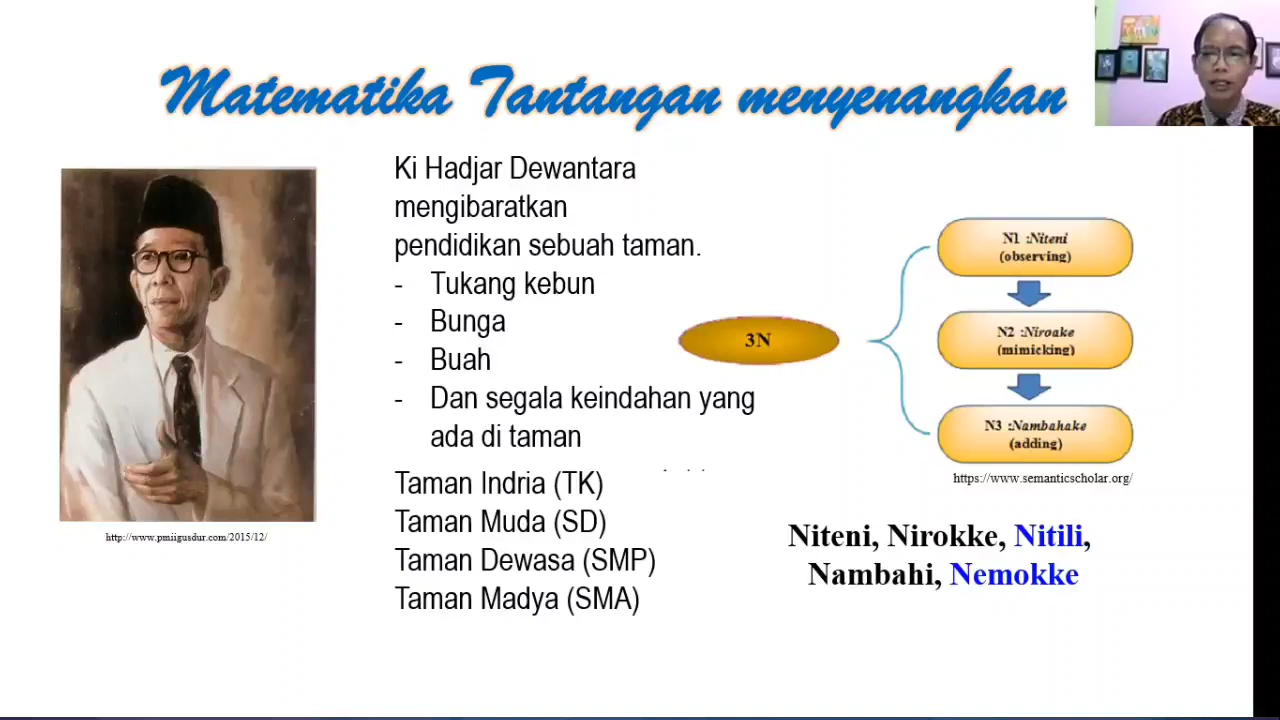 Matematika Tantangan menyenangkan
Ki Hadjar Dewantara
mengibaratkan
pendidikan sebuah taman.
- Tukang kebun
- Bunga
- Buah
- Dan segala keindahan yang
ada di taman
Taman Indria (TK)
Taman Muda (SD)
Taman Dewasa (SMP)
Taman Madya (SMA)
http://www.pmiigusdur.com/2015/12/
3N
N1 :Niteni
(observing)
N2 :Niroake
(mimicking)
N3 :Nambahake
(adding)
https://www.semanticscholar.org/
Niteni, Nirokke, Nitili,
Nambahi, Nemokke